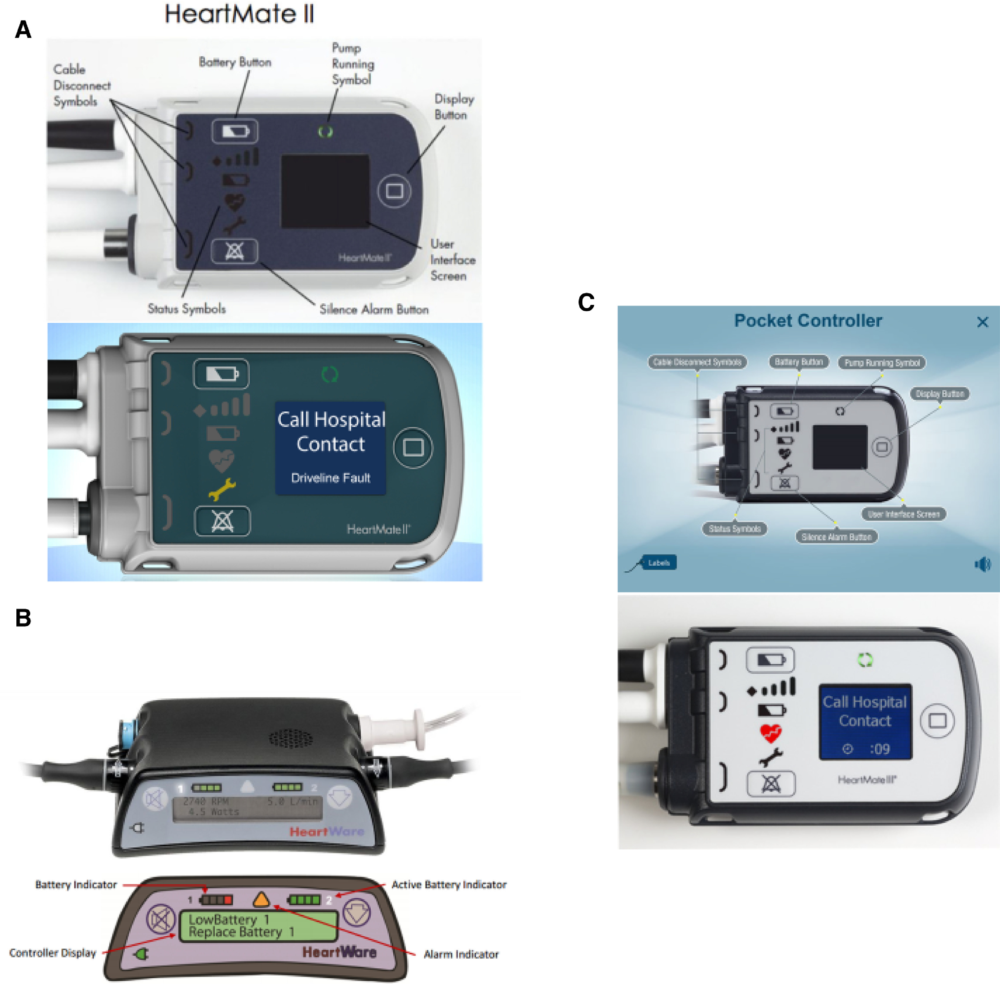 HeartMate II
A
Cable
Disconnect
Symbols
Battery Button
Pump
Running
Symbol
Display
Button
HeartMate II®
User
Interface
Screen
Status Symbols
Silence Alarm Button
Call Hospital
Contact
Driveline Fault
HeartMate II®
B
1
2
2740 RPM
5.0 L/min
4.5 Watts
HeartWare
Battery Indicator
Active Battery Indicator
1
2
LowBattery 1
Replace Battery 1
Controller Display
HeartWare
Alarm Indicator
C
Pocket Controller
Cable Disconnect Symbols
Battery Button
Pump Running Symbol
Display Button
User Interface Screen
Status Symbols
Silence Alarm Button
Labels
Call Hospital
Contact
:09
HeartMate III®